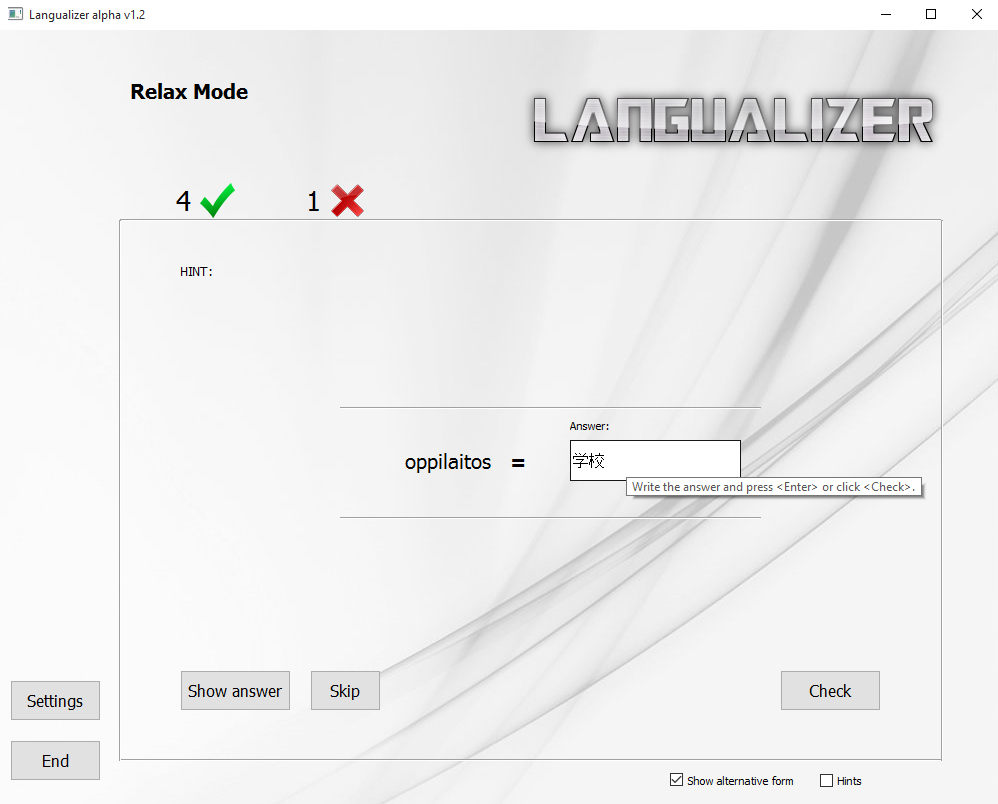 Langualizer alpha v1.2
Relax Mode
LANGUALIZER
4
1
HINT:
Answer:
oppilaitos = 学校
Write the answer and press <Enter> or click <Check>.
Show answer
Skip
Check
Settings
End
Show alternative form
Hints